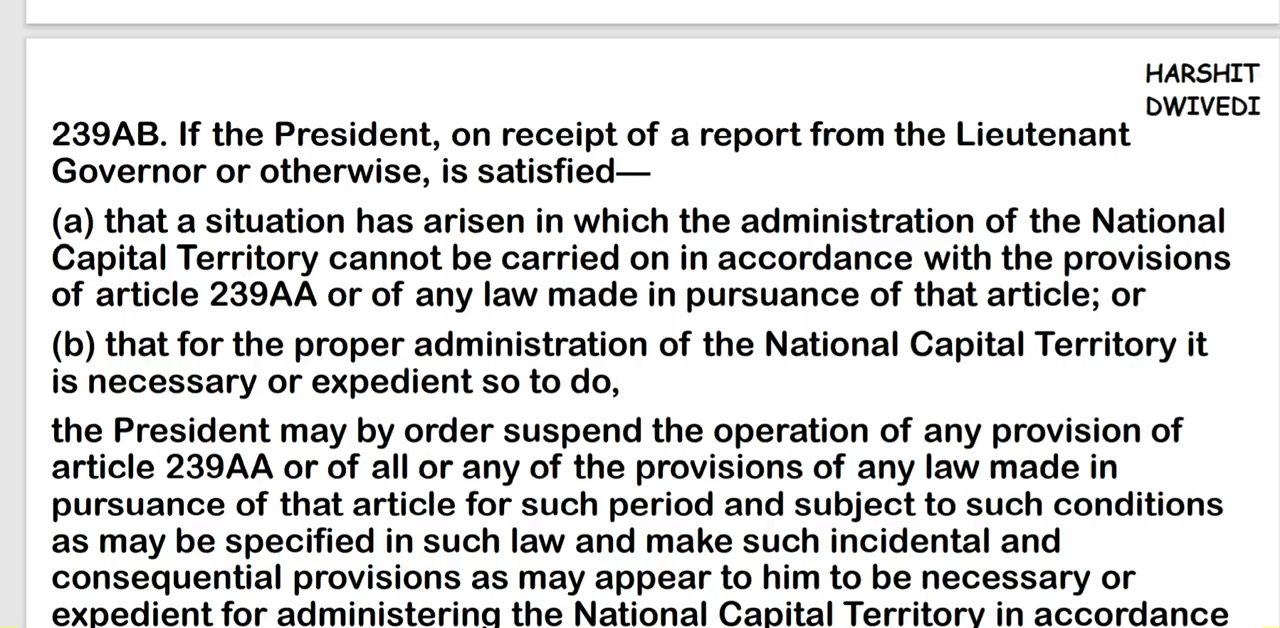 HARSHIT
DWIVEDI
239AB. If the President, on receipt of a report from the Lieutenant
Governor or otherwise, is satisfied—
(a) that a situation has arisen in which the administration of the National
Capital Territory cannot be carried on in accordance with the provisions
of article 239AA or of any law made in pursuance of that article; or
(b) that for the proper administration of the National Capital Territory it
is necessary or expedient so to do,
the President may by order suspend the operation of any provision of
article 239AA or of all or any of the provisions of any law made in
pursuance of that article for such period and subject to such conditions
as may be specified in such law and make such incidental and
consequential provisions as may appear to him to be necessary or
expedient for administering the National Capital Territory in accordance